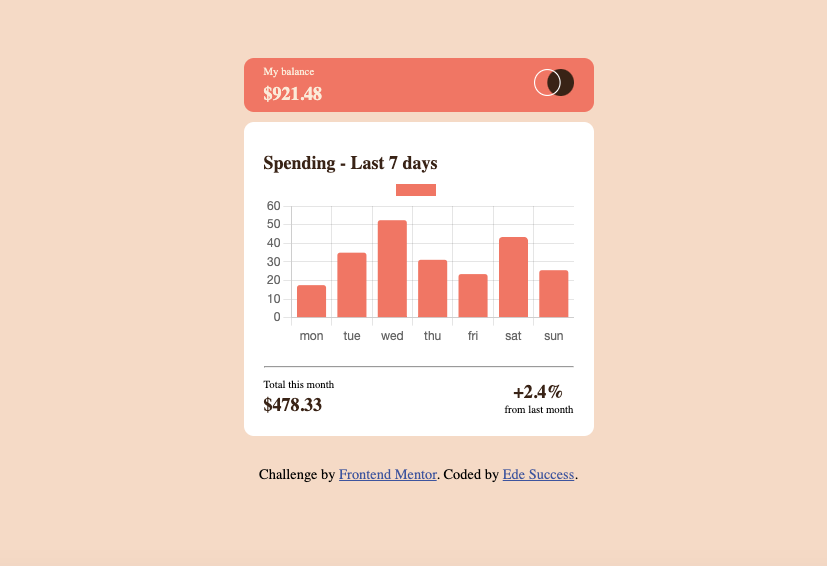 My balance
$921.48
Spending - Last 7 days
60
50
40
30
20
10
0
mon tue wed thu fri sat sun
Total this month
$478.33
+2.4%
from last month
Challenge by Frontend Mentor. Coded by Ede Success.